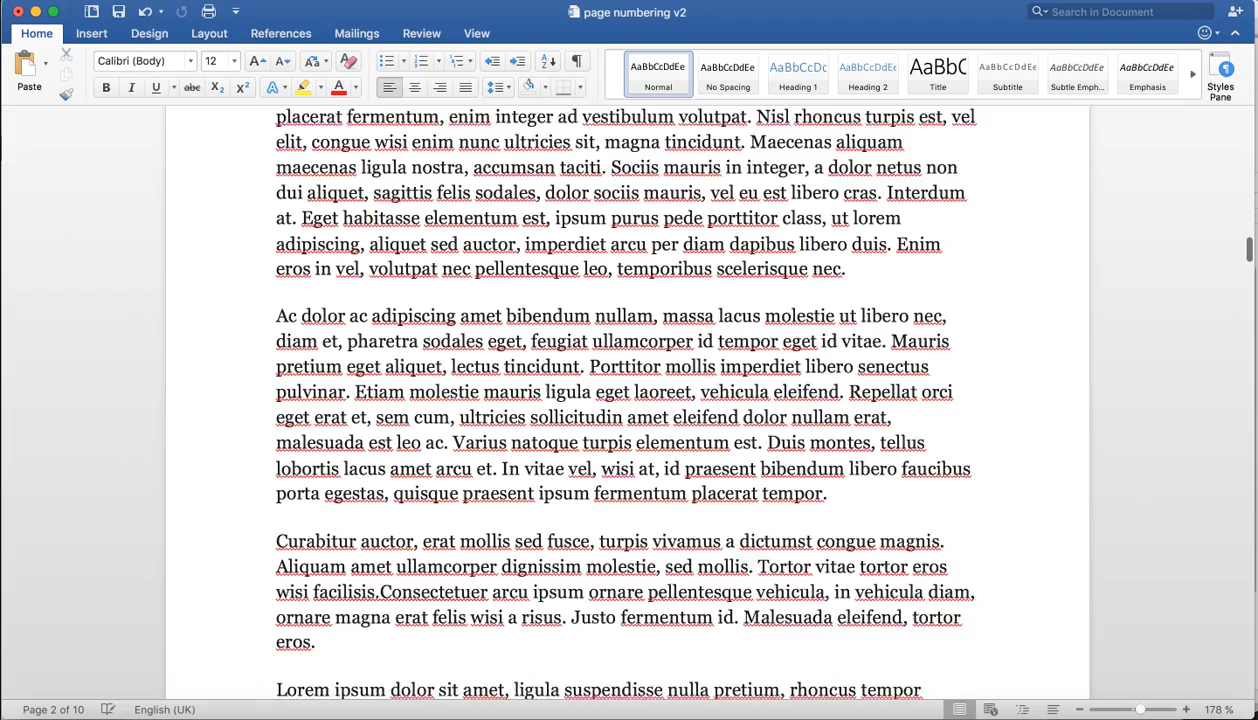 page numbering v2
Search in Document
Home Insert Design Layout References Mailings Review View
Paste
Calibri (Body) 12
AaBbCcDdEe AaBbCcDdEe AaBbCcDc AaBbCcDdEe AaBbC AaBbCcDdEe AaBbCcDdEe AaBbCcDdEe
Normal No Spacing Heading 1 Heading 2 Title Subtitle Subtle Emph... Emphasis
Styles
Pane
placerat fermentum, enim integer ad vestibulum volutpat. Nisl rhoncus turpis est, vel
elit, congue wisi enim nunc ultricies sit, magna tincidunt. Maecenas aliquam
maecenas ligula nostra, accumsan taciti. Sociis mauris in integer, a dolor netus non
dui aliquet, sagittis felis sodales, dolor sociis mauris, vel eu est libero cras. Interdum
at. Eget habitasse elementum est, ipsum purus pede porttitor class, ut lorem
adipiscing, aliquet sed auctor, imperdiet arcu per diam dapibus libero duis. Enim
eros in vel, volutpat nec pellentesque leo, temporibus scelerisque nec.
Ac dolor ac adipiscing amet bibendum nullam, massa lacus molestie ut libero nec,
diam et, pharetra sodales eget, feugiat ullamcorper id tempor eget id vitae. Mauris
pretium eget aliquet, lectus tincidunt. Porttitor mollis imperdiet libero senectus
pulvinar. Etiam molestie mauris ligula eget laoreet, vehicula eleifend. Repellat orci
eget erat et, sem cum, ultricies sollicitudin amet eleifend dolor nullam erat,
malesuada est leo ac. Varius natoque turpis elementum est. Duis montes, tellus
lobortis lacus amet arcu et. In vitae vel, wisi at, id praesent bibendum libero faucibus
porta egestas, quisque praesent ipsum fermentum placerat tempor.
Curabitur auctor, erat mollis sed fusce, turpis vivamus a dictumst congue magnis.
Aliquam amet ullamcorper dignissim molestie, sed mollis. Tortor vitae tortor eros
wisi facilisis.Consectetuer arcu ipsum ornare pellentesque vehicula, in vehicula diam,
ornare magna erat felis wisi a risus. Justo fermentum id. Malesuada eleifend, tortor
eros.
Lorem ipsum dolor sit amet, ligula suspendisse nulla pretium, rhoncus tempor
Page 2 of 10 English (UK) 178 %